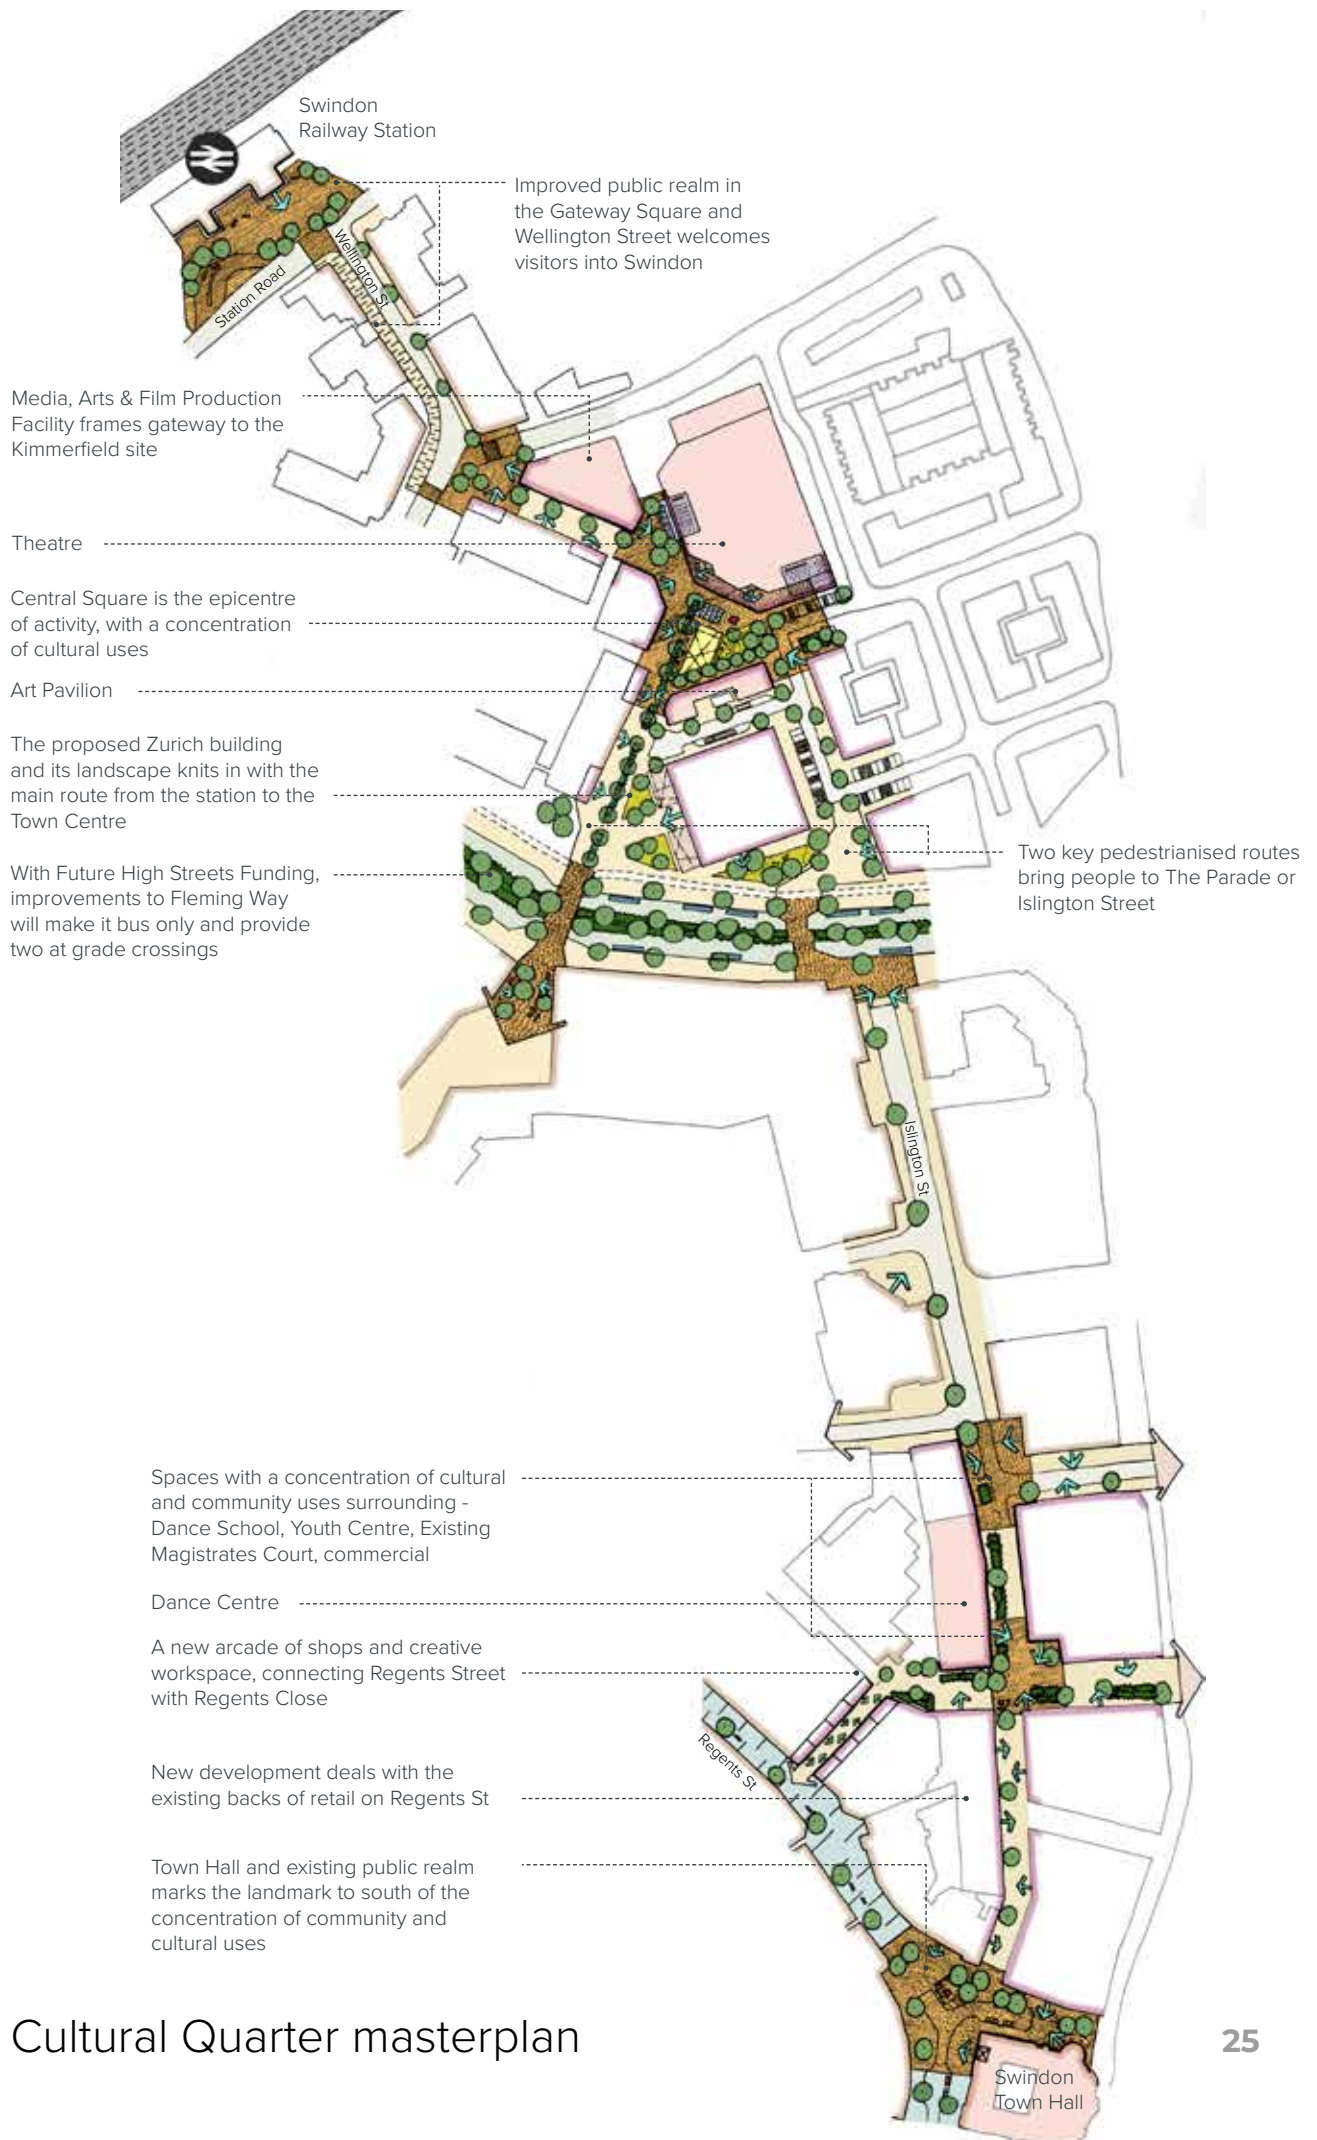 Swindon
Railway Station
Improved public realm in
the Gateway Square and
Wellington Street welcomes
visitors into Swindon
Wellington St
Station Road
Media, Arts & Film Production
Facility frames gateway to the
Kimmerfield site
Theatre
Central Square is the epicentre
of activity, with a concentration
of cultural uses
Art Pavilion
The proposed Zurich building
and its landscape knits in with the
main route from the station to the
Town Centre
With Future High Streets Funding,
improvements to Fleming Way
will make it bus only and provide
two at grade crossings
Two key pedestrianised routes
bring people to The Parade or
Islington Street
Islington St
Spaces with a concentration of cultural
and community uses surrounding -
Dance School, Youth Centre, Existing
Magistrates Court, commercial
Dance Centre
A new arcade of shops and creative
workspace, connecting Regents Street
with Regents Close
Regents St
New development deals with the
existing backs of retail on Regents St
Town Hall and existing public realm
marks the landmark to south of the
concentration of community and
cultural uses
Cultural Quarter masterplan
25
Swindon
Town Hall